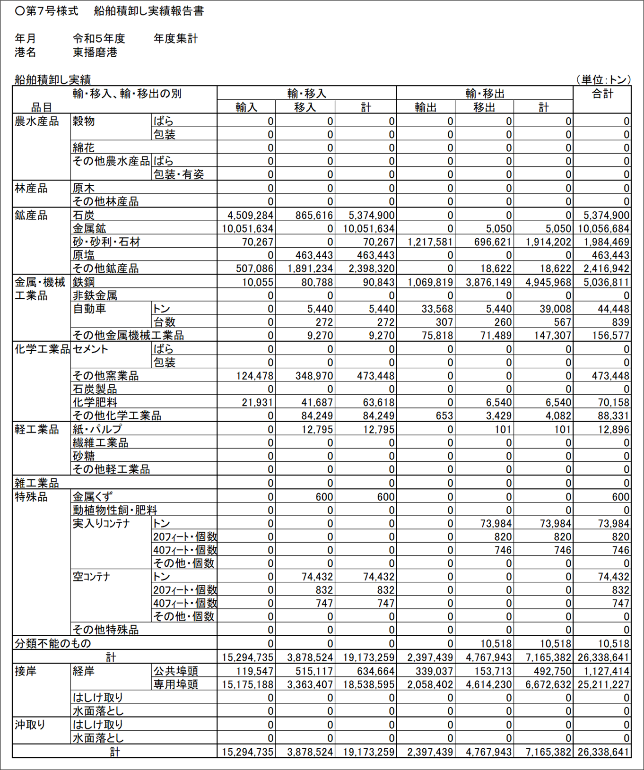 〇第7号様式　船舶積卸し実績報告書
年月　令和5年度　年度集計
港名　東播磨港
船舶積卸し実績　（単位：トン）
輸・移入、輸・移出の別　輸・移入　輸・移出　合計
品目　輸入　移入　計　輸出　移出　計
農水産品　穀物　ばら　0　0　0　0　0　0　0
包装　0　0　0　0　0　0　0
綿花　0　0　0　0　0　0　0
その他農水産品　ばら　0　0　0　0　0　0　0
包装・有姿　0　0　0　0　0　0　0
林産品　原木　0　0　0　0　0　0　0
その他林産品　0　0　0　0　0　0　0
鉱産品　石炭　4,509,284　865,616　5,374,900　0　0　0　5,374,900
金属鉱　10,051,634　0　10,051,634　0　5,050　5,050　10,056,684
砂・砂利・石材　70,267　0　70,267　1,217,581　696,621　1,914,202　1,984,469
原塩　0　463,443　463,443　0　0　0　463,443
その他鉱産品　507,086　1,891,234　2,398,320　0　18,622　18,622　2,416,942
金属・機械　鉄鋼　10,055　80,788　90,843　1,069,819　3,876,149　4,945,968　5,036,811
工業品　非鉄金属　0　0　0　0　0　0　0
自動車　トン　0　5,440　5,440　33,568　5,440　39,008　44,448
台数　0　272　272　307　260　567　839
その他金属機械工業品　0　9,270　9,270　75,818　71,489　147,307　156,577
化学工業品　セメント　ばら　0　0　0　0　0　0　0
包装　0　0　0　0　0　0　0
その他窯業品　124,478　348,970　473,448　0　0　0　473,448
石炭製品　0　0　0　0　0　0　0
化学肥料　21,931　41,687　63,618　0　6,540　6,540　70,158
その他化学工業品　0　84,249　84,249　653　3,429　4,082　88,331
軽工業品　紙・パルプ　0　12,795　12,795　0　101　101　12,896
繊維工業品　0　0　0　0　0　0　0
砂糖　0　0　0　0　0　0　0
その他軽工業品　0　0　0　0　0　0　0
雑工業品　0　0　0　0　0　0　0
特殊品　金属くず　0　600　600　0　0　0　600
動植物性飼・肥料　0　0　0　0　0　0　0
実入りコンテナ　トン　0　0　0　0　73,984　73,984　73,984
20フィート・個数　0　0　0　0　820　820　820
40フィート・個数　0　0　0　0　746　746　746
その他・個数　0　0　0　0　0　0　0
空コンテナ　トン　0　74,432　74,432　0　0　0　74,432
20フィート・個数　0　832　832　0　0　0　832
40フィート・個数　0　747　747　0　0　0　747
その他・個数　0　0　0　0　0　0　0
その他特殊品　0　0　0　0　0　0　0
分類不能のもの　0　0　0　0　10,518　10,518　10,518
計　15,294,735　3,878,524　19,173,259　2,397,439　4,767,943　7,165,382　26,338,641
接岸　経岸　公共埠頭　119,547　515,117　634,664　339,037　153,713　492,750　1,127,414
専用埠頭　15,175,188　3,363,407　18,538,595　2,058,402　4,614,230　6,672,632　25,211,227
はしけ取り　0　0　0　0　0　0　0
水面落とし　0　0　0　0　0　0　0
沖取り　はしけ取り　0　0　0　0　0　0　0
水面落とし　0　0　0　0　0　0　0
計　15,294,735　3,878,524　19,173,259　2,397,439　4,767,943　7,165,382　26,338,641